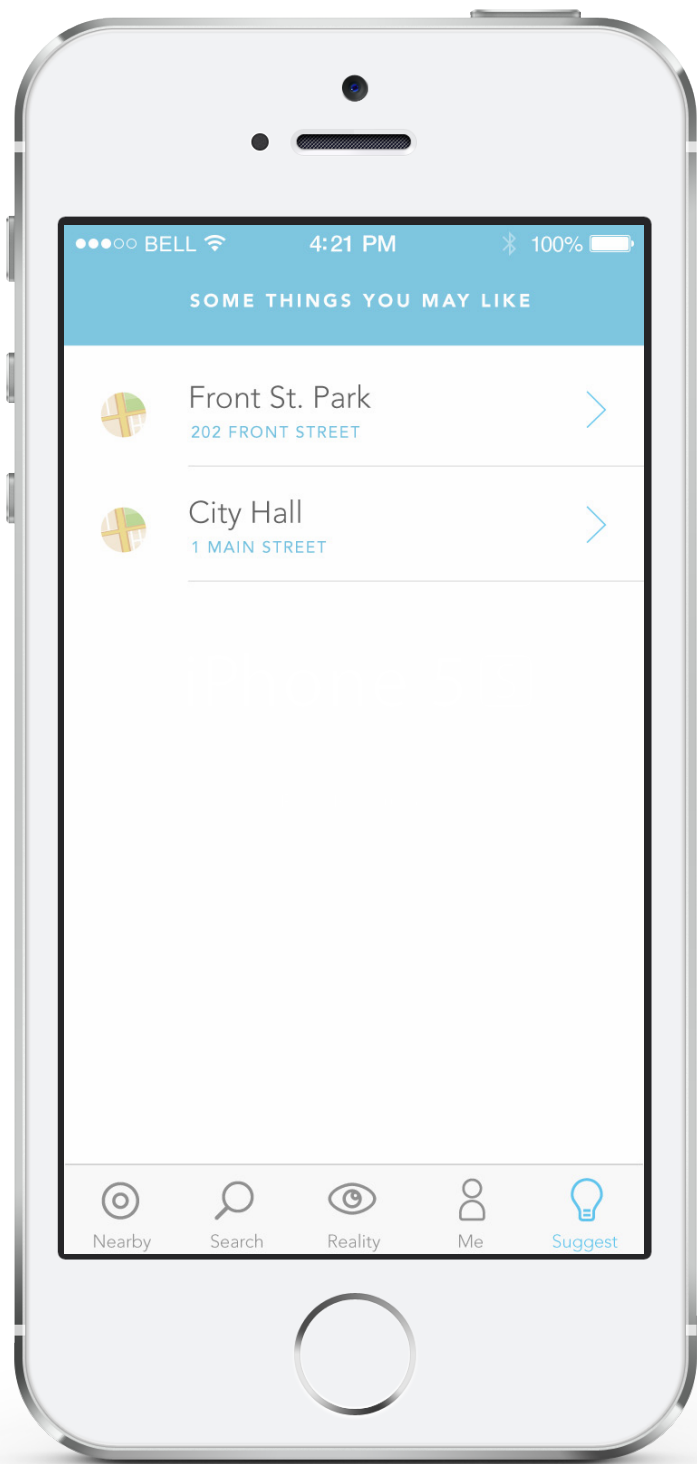 ●●●○○ BELL 4:21 PM 100%
SOME THINGS YOU MAY LIKE
Front St. Park
202 FRONT STREET
City Hall
1 MAIN STREET
Nearby Search Reality Me Suggest